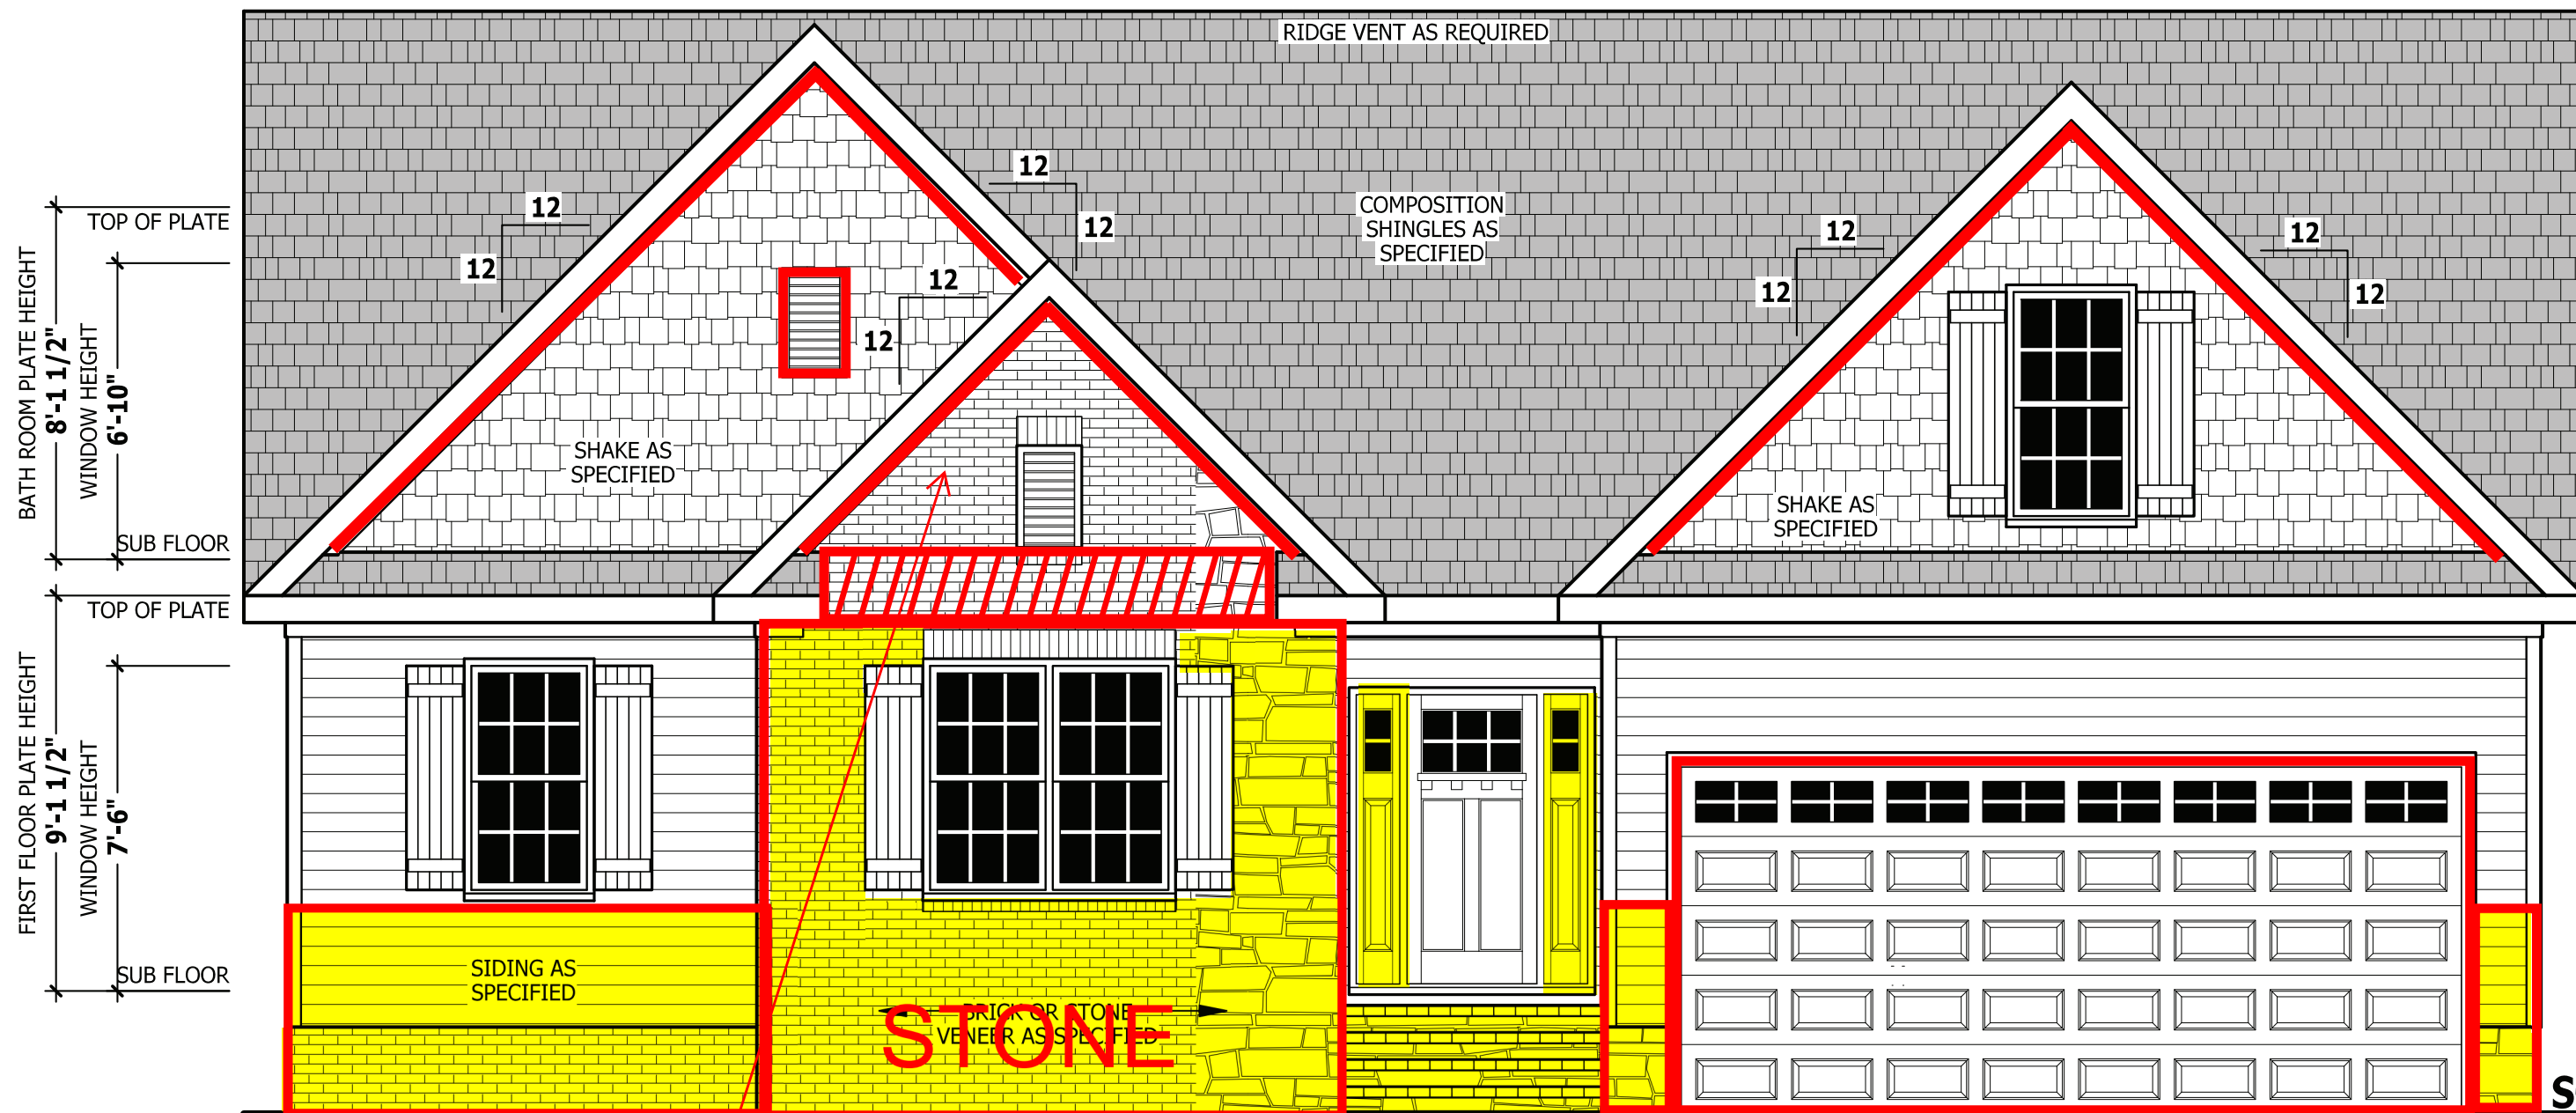 RIDGE VENT AS REQUIRED
12
12
12
12
12
12
COMPOSITION
SHINGLES AS
SPECIFIED
12
12
12
12
SHAKE AS
SPECIFIED
SHAKE AS
SPECIFIED
TOP OF PLATE
BATH ROOM PLATE HEIGHT
8'-1 1/2"
WINDOW HEIGHT
6'-10"
SUB FLOOR
TOP OF PLATE
FIRST FLOOR PLATE HEIGHT
9'-1 1/2"
WINDOW HEIGHT
7'-6"
SUB FLOOR
SIDING AS
SPECIFIED
BRICK OR STONE
VENEER AS SPECIFIED
STONE
S